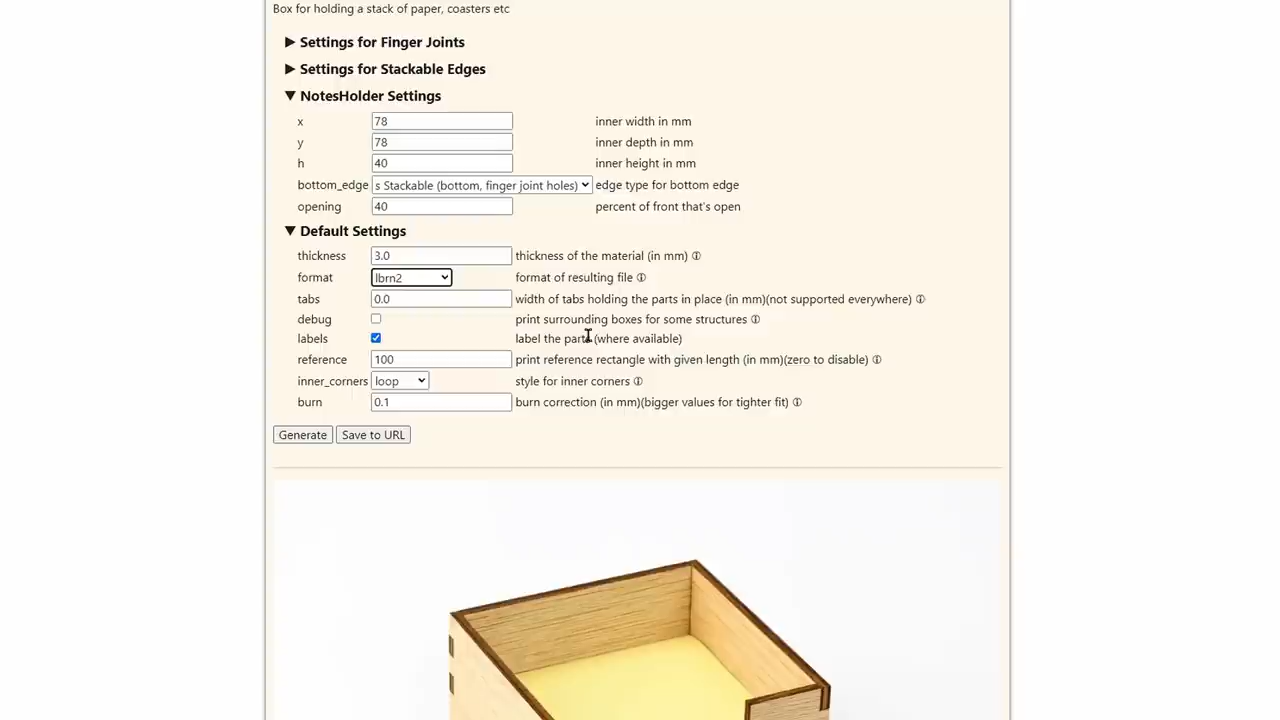 Box for holding a stack of paper, coasters etc
▶ Settings for Finger Joints
▶ Settings for Stackable Edges
▼ NotesHolder Settings
x 78 inner width in mm
y 78 inner depth in mm
h 40 inner height in mm
bottom_edge s Stackable (bottom, finger joint holes) edge type for bottom edge
opening 40 percent of front that's open
▼ Default Settings
thickness 3.0 thickness of the material (in mm) ⓘ
format lbrn2 format of resulting file ⓘ
tabs 0.0 width of tabs holding the parts in place (in mm)(not supported everywhere) ⓘ
debug print surrounding boxes for some structures ⓘ
labels label the parts (where available)
reference 100 print reference rectangle with given length (in mm)(zero to disable) ⓘ
inner_corners loop style for inner corners ⓘ
burn 0.1 burn correction (in mm)(bigger values for tighter fit) ⓘ
Generate Save to URL